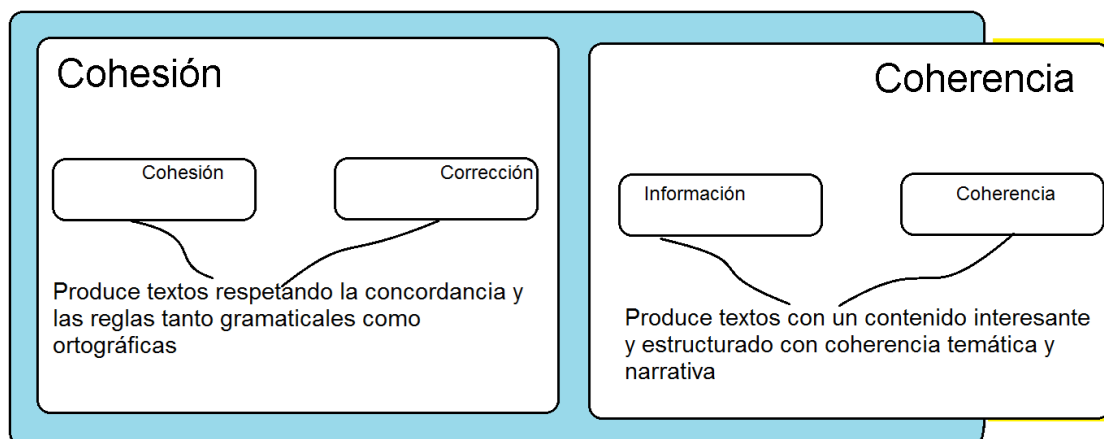 Cohesión
Cohesión
Corrección
Produce textos respetando la concordancia y
las reglas tanto gramaticales como
ortográficas
Coherencia
Información
Coherencia
Produce textos con un contenido interesante
y estructurado con coherencia temática y
narrativa